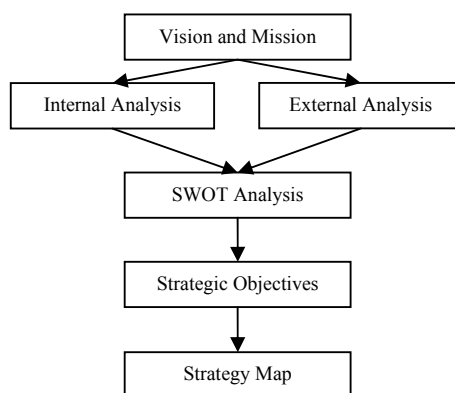 Vision and Mission
Internal Analysis
External Analysis
SWOT Analysis
Strategic Objectives
Strategy Map